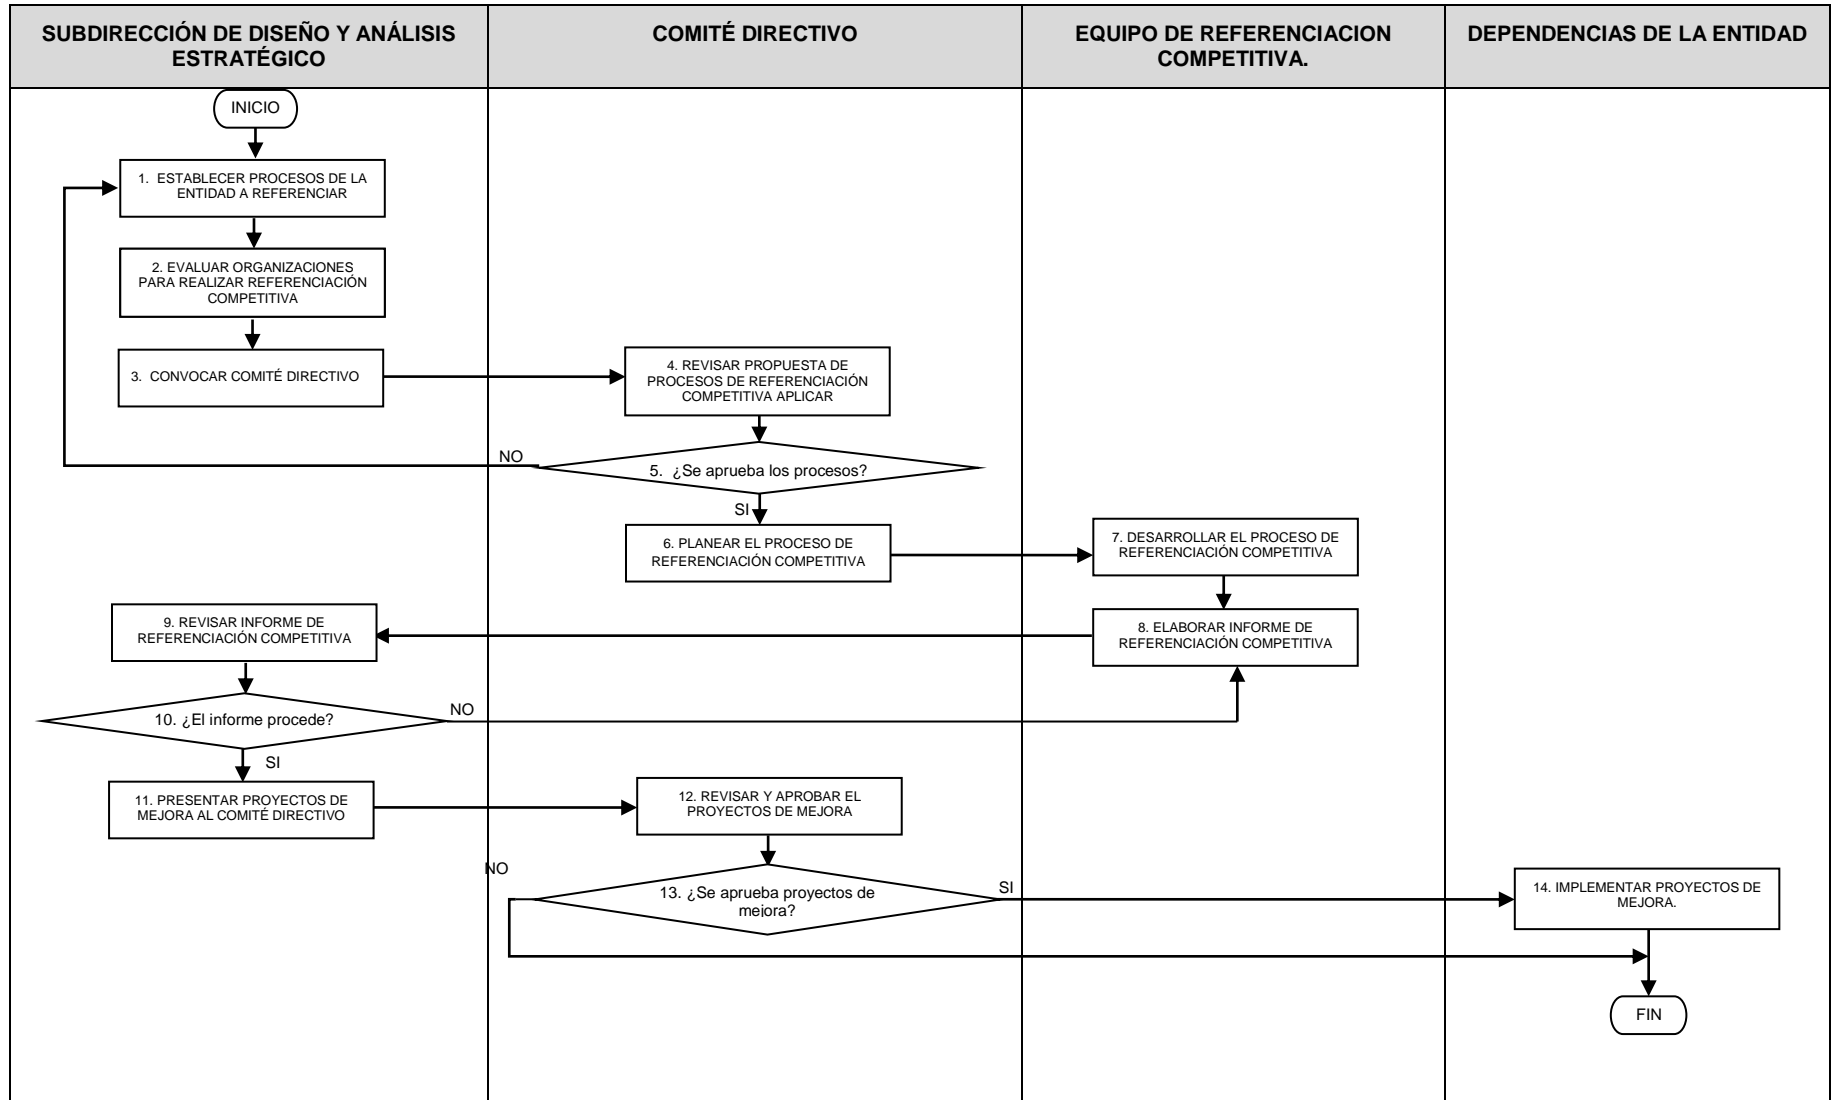 SUBDIRECCIÓN DE DISEÑO Y ANÁLISIS
ESTRATÉGICO
COMITÉ DIRECTIVO
EQUIPO DE REFERENCIACION
COMPETITIVA.
DEPENDENCIAS DE LA ENTIDAD
INICIO
1. ESTABLECER PROCESOS DE LA
ENTIDAD A REFERENCIAR
2. EVALUAR ORGANIZACIONES
PARA REALIZAR REFERENCIACIÓN
COMPETITIVA
3. CONVOCAR COMITÉ DIRECTIVO
4. REVISAR PROPUESTA DE
PROCESOS DE REFERENCIACIÓN
COMPETITIVA APLICAR
NO
5. ¿Se aprueba los procesos?
SI
6. PLANEAR EL PROCESO DE
REFERENCIACIÓN COMPETITIVA
7. DESARROLLAR EL PROCESO DE
REFERENCIACIÓN COMPETITIVA
8. ELABORAR INFORME DE
REFERENCIACIÓN COMPETITIVA
9. REVISAR INFORME DE
REFERENCIACIÓN COMPETITIVA
10. ¿El informe procede?
NO
SI
11. PRESENTAR PROYECTOS DE
MEJORA AL COMITÉ DIRECTIVO
12. REVISAR Y APROBAR EL
PROYECTOS DE MEJORA
NO
13. ¿Se aprueba proyectos de
mejora?
SI
14. IMPLEMENTAR PROYECTOS DE
MEJORA.
FIN